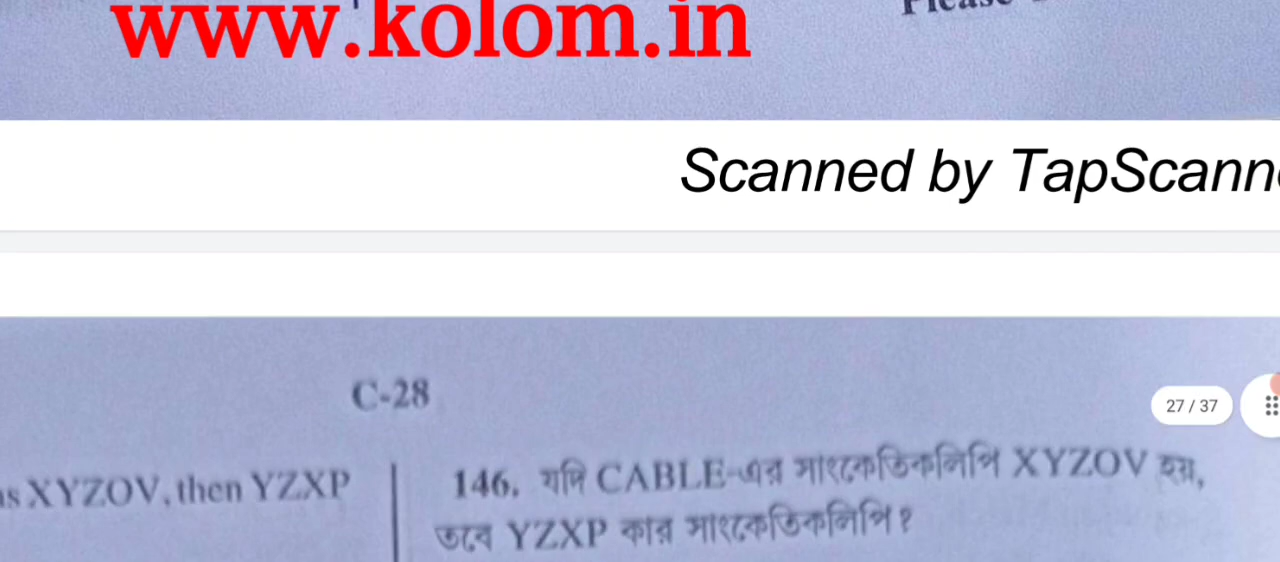 www.kolom.in
Scanned by TapScann
C-28
27 / 37
as XYZOV, then YZXP
146. যদি CABLE-এর সাংকেতিকলিপি XYZOV হয়,
তবে YZXP কার সাংকেতিকলিপি?